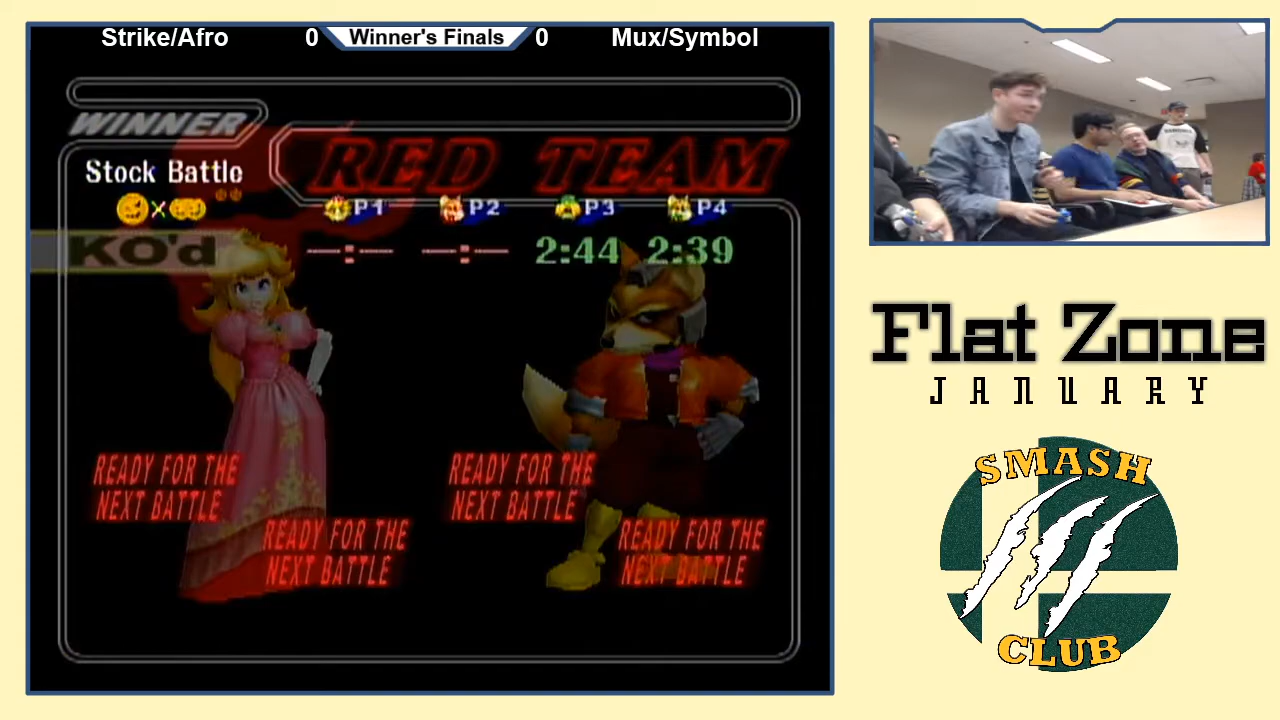 Strike/Afro 0 Winner's Finals 0 Mux/Symbol
WINNER
RED TEAM
Stock Battle
P1 P2 P3 P4
KO'd --:-- --:-- 2:44 2:39
READY FOR THE
NEXT BATTLE
READY FOR THE
NEXT BATTLE
READY FOR THE
NEXT BATTLE
READY FOR THE
NEXT BATTLE
Flat Zone
JANUARY
SMASH
CLUB